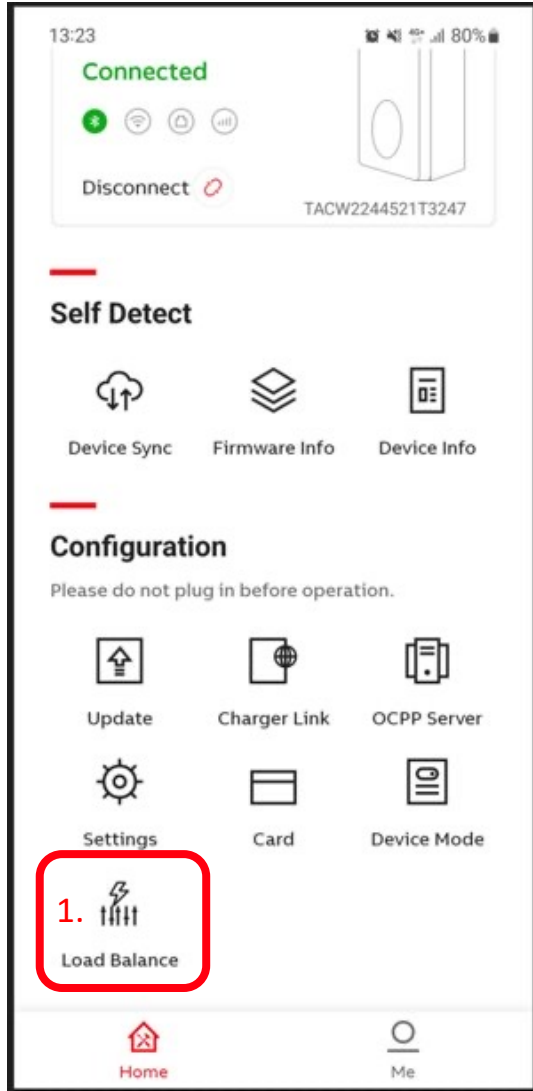 13:23 4G+ 80%
Connected
Disconnect
TACW2244521T3247
Self Detect
Device Sync Firmware Info Device Info
Configuration
Please do not plug in before operation.
Update Charger Link OCPP Server
Settings Card Device Mode
1.
Load Balance
Home Me